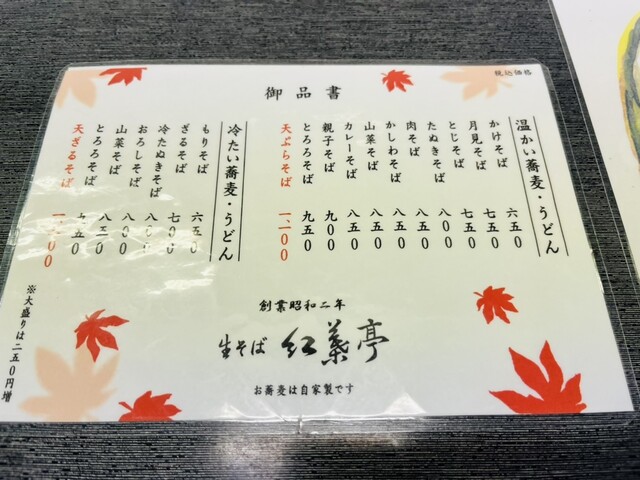 税込価格
御品書
温かい蕎麦・うどん
かけそば 六五〇
月見そば 七五〇
とじそば 七五〇
たぬきそば 八〇〇
肉そば 八五〇
かしわそば 八五〇
山菜そば 八五〇
カレーそば 八五〇
親子そば 九〇〇
とろろそば 九五〇
天ぷらそば 一、一〇〇
冷たい蕎麦・うどん
もりそば 六五〇
ざるそば 七〇〇
冷たぬきそば 八〇〇
おろしそば 八〇〇
山菜そば 八五〇
とろろそば 九五〇
天ざるそば 一、一〇〇
※大盛りは二五〇円増
創業昭和二年
生そば 紅葉亭
お蕎麦は自家製です